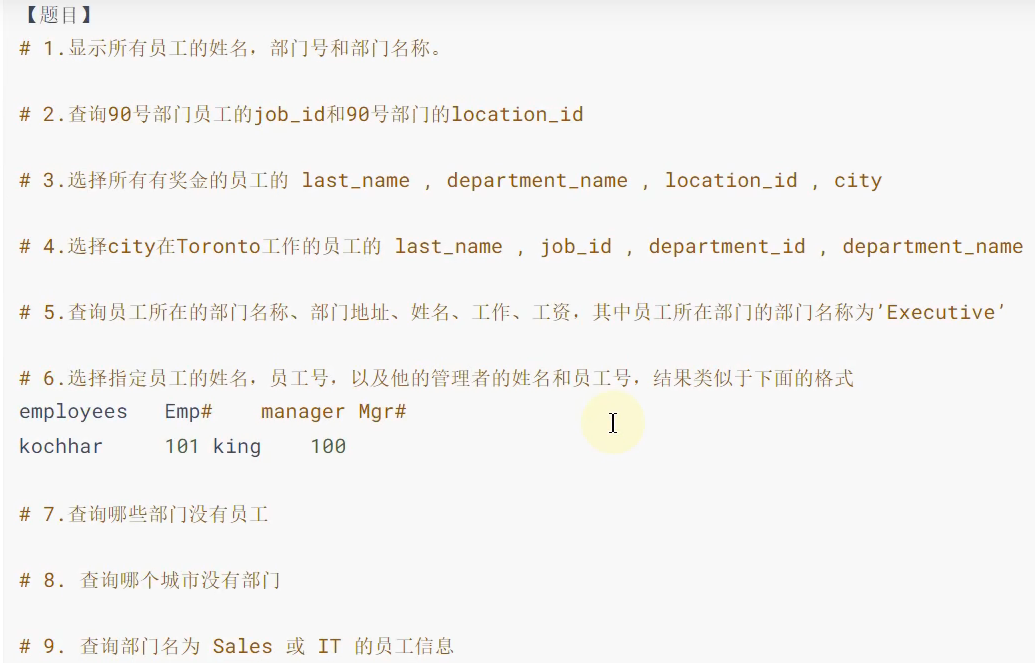 【题目】
# 1.显示所有员工的姓名，部门号和部门名称。
# 2.查询90号部门员工的job_id和90号部门的location_id
# 3.选择所有有奖金的员工的 last_name , department_name , location_id , city
# 4.选择city在Toronto工作的员工的 last_name , job_id , department_id , department_name
# 5.查询员工所在的部门名称、部门地址、姓名、工作、工资，其中员工所在部门的部门名称为’Executive’
# 6.选择指定员工的姓名，员工号，以及他的管理者的姓名和员工号，结果类似于下面的格式
employees Emp# manager Mgr#
kochhar 101 king 100
# 7.查询哪些部门没有员工
# 8. 查询哪个城市没有部门
# 9. 查询部门名为 Sales 或 IT 的员工信息